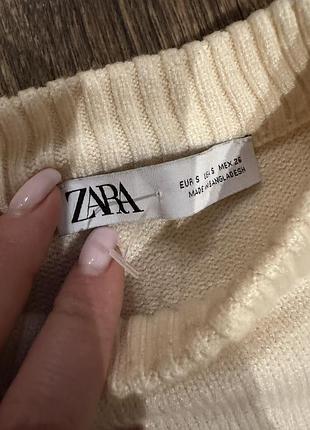 ZARA
EUR S USA S MEX 26
MADE IN BANGLADESH